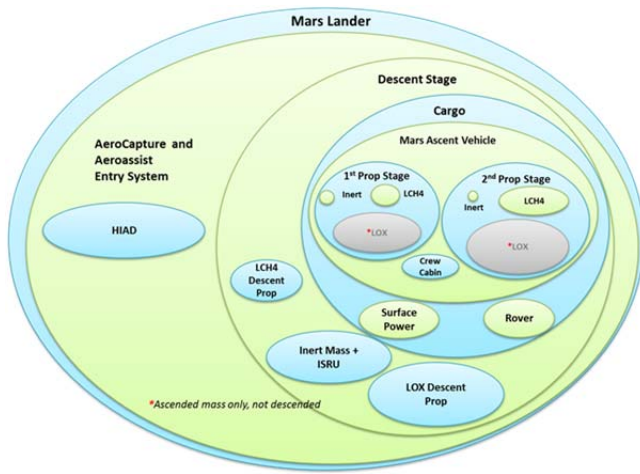 Mars Lander
Descent Stage
Cargo
Mars Ascent Vehicle
AeroCapture and
Aeroassist
Entry System
1st Prop Stage
Inert
LCH4
*LOX
2nd Prop Stage
Inert
LCH4
*LOX
HIAD
Crew
Cabin
LCH4
Descent
Prop
Surface
Power
Rover
Inert Mass +
ISRU
LOX Descent
Prop
*Ascended mass only, not descended